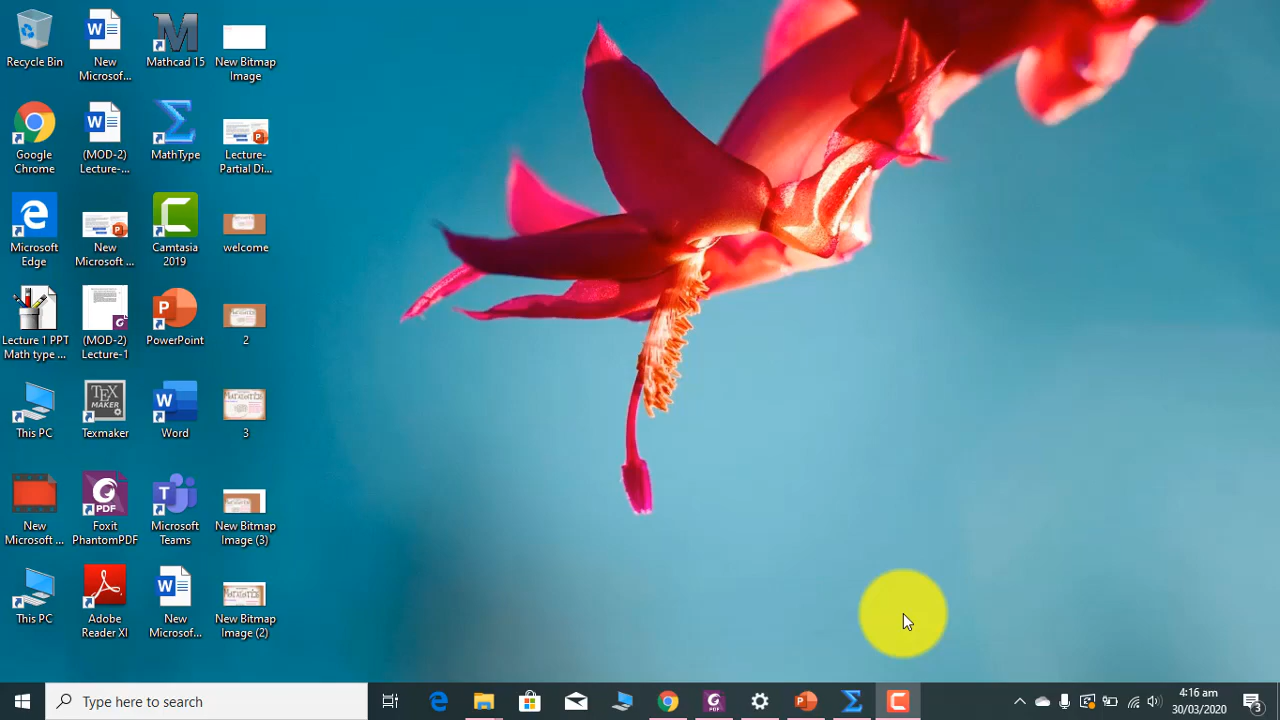 Recycle Bin
New
Microsof...
Mathcad 15
New Bitmap
Image
Google
Chrome
(MOD-2)
Lecture-...
MathType
Lecture-
Partial Di...
Microsoft
Edge
New
Microsoft ...
Camtasia
2019
welcome
Lecture 1 PPT
Math type ...
(MOD-2)
Lecture-1
PowerPoint
2
This PC
TEX
MAKER
Texmaker
Word
3
New
Microsoft ...
PDF
Foxit
PhantomPDF
Microsoft
Teams
New Bitmap
Image (3)
This PC
Adobe
Reader XI
New
Microsof...
New Bitmap
Image (2)
Type here to search
4:16 am
30/03/2020
3